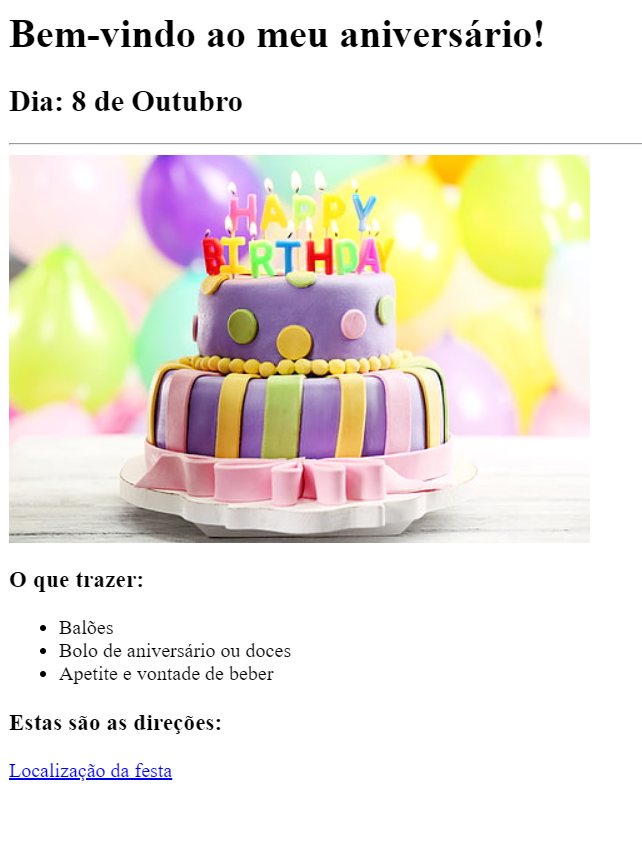 Bem-vindo ao meu aniversário!
Dia: 8 de Outubro
HAPPY
BIRTHDAY
O que trazer:
Balões
Bolo de aniversário ou doces
Apetite e vontade de beber
Estas são as direções:
Localização da festa